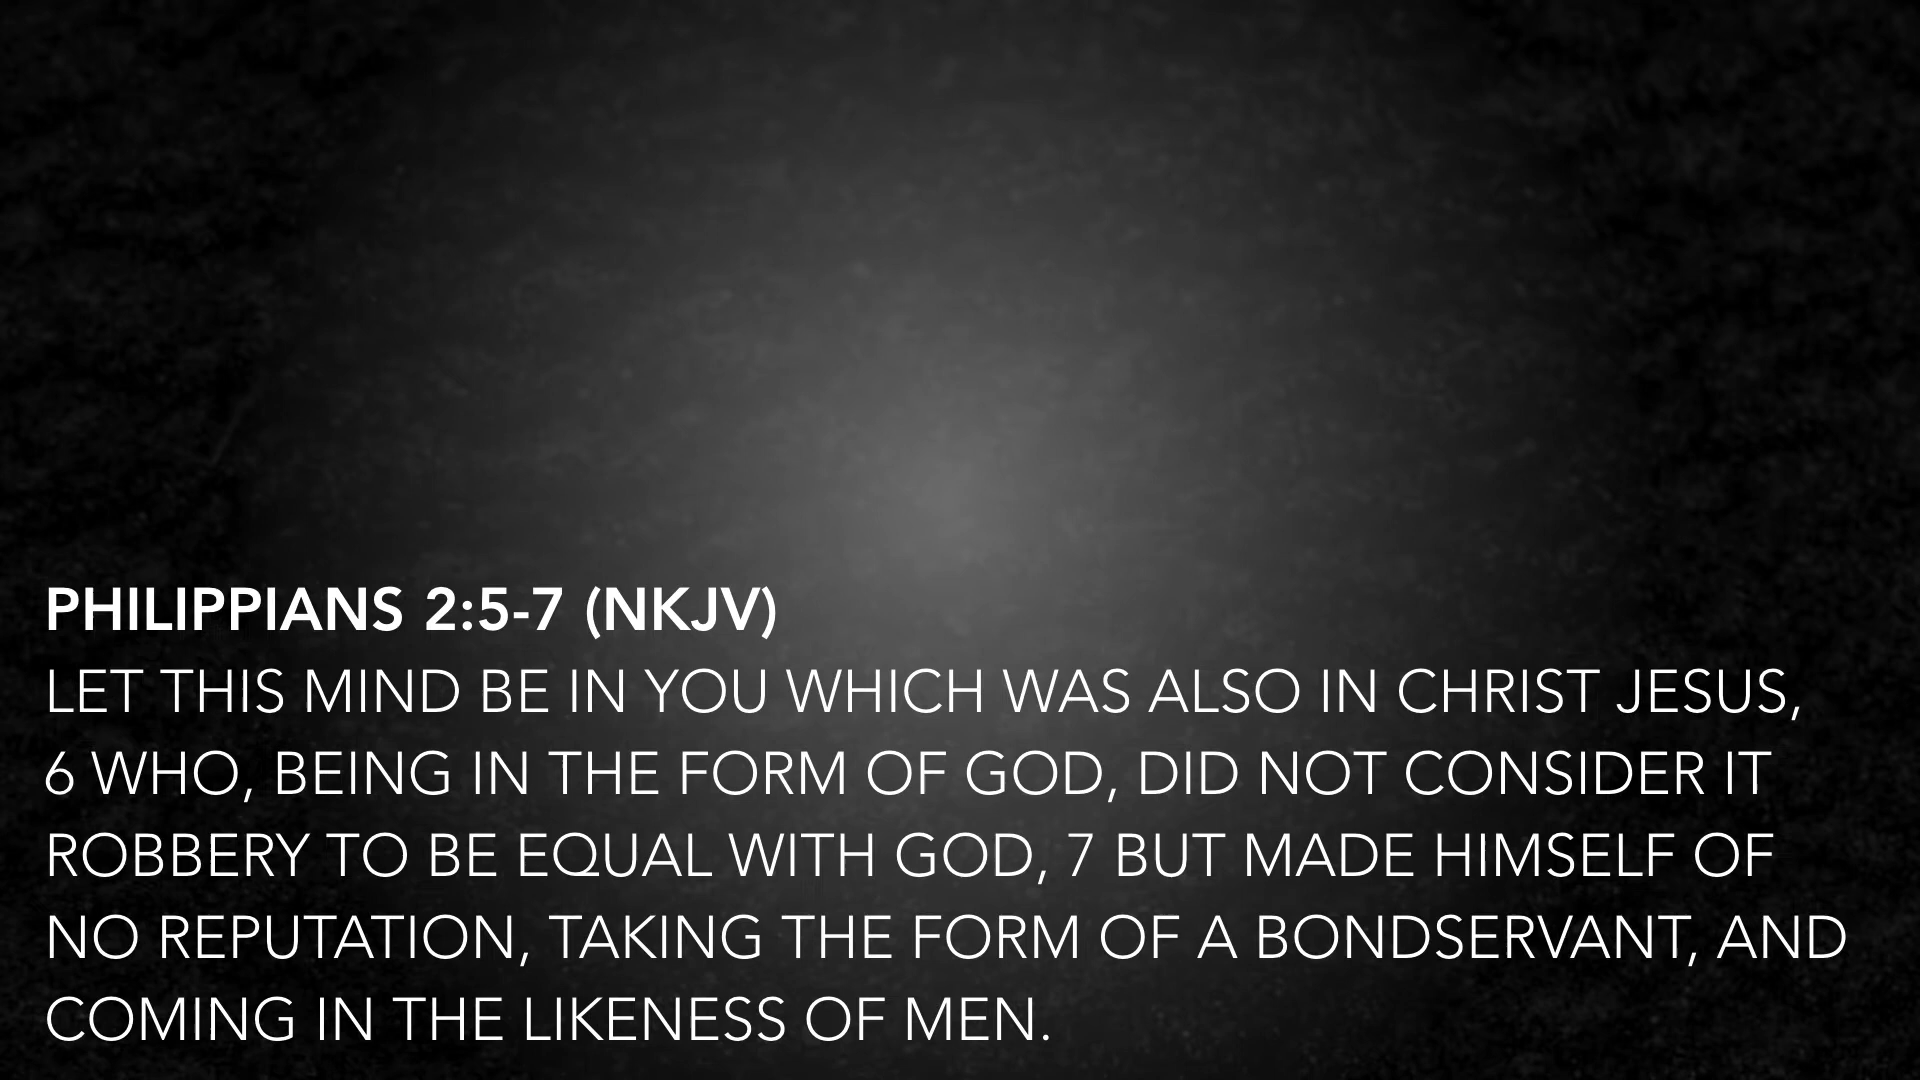 PHILIPPIANS 2:5-7 (NKJV)
LET THIS MIND BE IN YOU WHICH WAS ALSO IN CHRIST JESUS,
6 WHO, BEING IN THE FORM OF GOD, DID NOT CONSIDER IT
ROBBERY TO BE EQUAL WITH GOD, 7 BUT MADE HIMSELF OF
NO REPUTATION, TAKING THE FORM OF A BONDSERVANT, AND
COMING IN THE LIKENESS OF MEN.